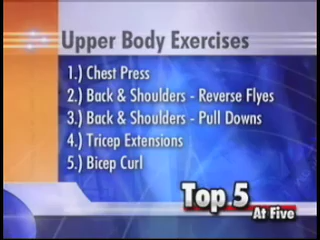 Upper Body Exercises
1.) Chest Press
2.) Back & Shoulders - Reverse Flyes
3.) Back & Shoulders - Pull Downs
4.) Tricep Extensions
5.) Bicep Curl
Top 5
At Five